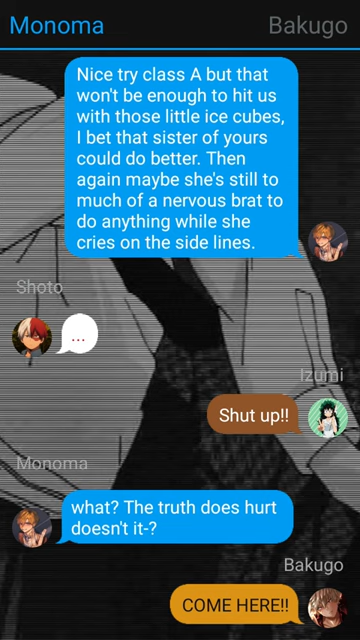 Monoma
Bakugo
Nice try class A but that
won't be enough to hit us
with those little ice cubes,
I bet that sister of yours
could do better. Then
again maybe she's still to
much of a nervous brat to
do anything while she
cries on the side lines.
Shoto
...
Izumi
Shut up!!
Monoma
what? The truth does hurt
doesn't it-?
Bakugo
COME HERE!!